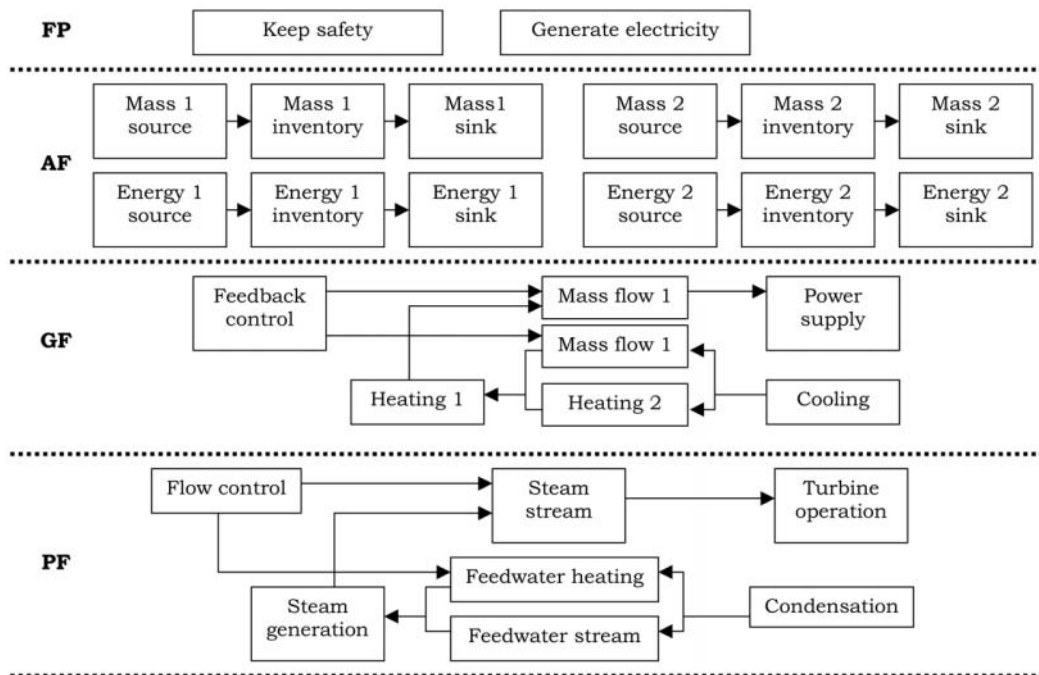 FP
Keep safety
Generate electricity
AF
Mass 1
source
Mass 1
inventory
Mass1
sink
Mass 2
source
Mass 2
inventory
Mass 2
sink
Energy 1
source
Energy 1
inventory
Energy 1
sink
Energy 2
source
Energy 2
inventory
Energy 2
sink
GF
Feedback
control
Mass flow 1
Power
supply
Mass flow 1
Heating 1
Heating 2
Cooling
PF
Flow control
Steam
stream
Turbine
operation
Feedwater heating
Steam
generation
Feedwater stream
Condensation